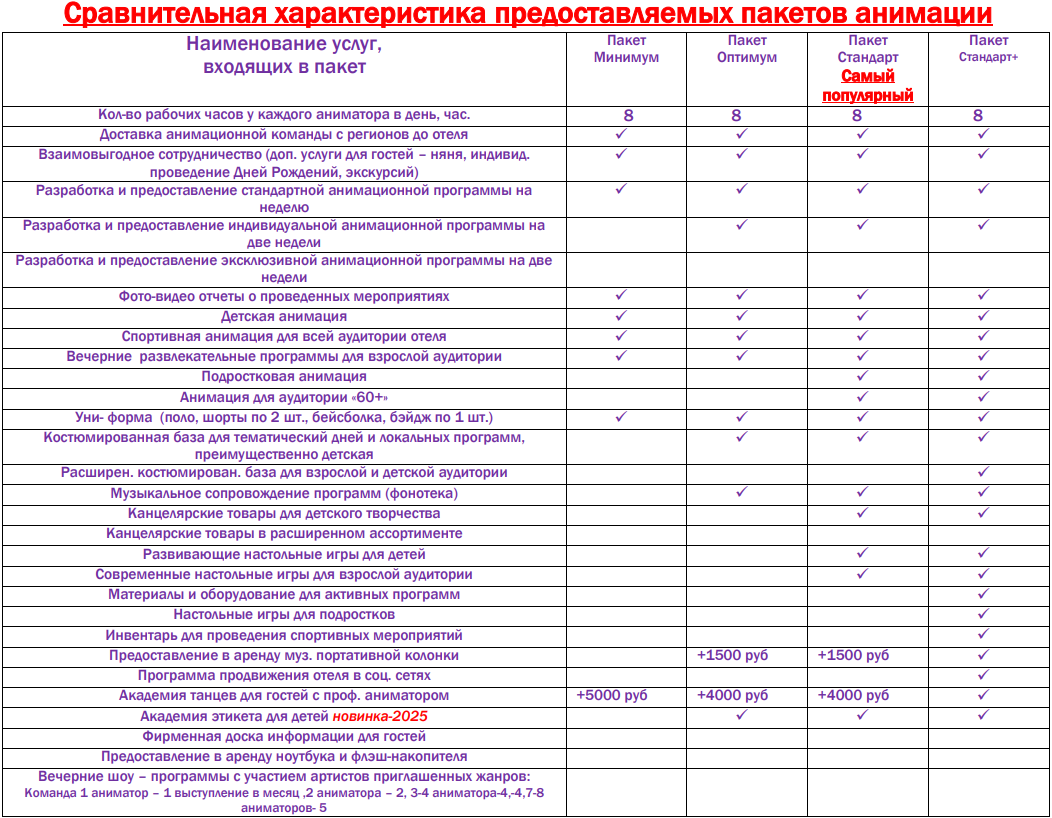 Сравнительная характеристика предоставляемых пакетов анимации
Наименование услуг,
входящих в пакет
Пакет
Минимум
Пакет
Оптимум
Пакет
Стандарт
Самый
популярный
Пакет
Стандарт+
Кол-во рабочих часов у каждого аниматора в день, час. 8 8 8 8
Доставка анимационной команды с регионов до отеля ✓ ✓ ✓ ✓
Взаимовыгодное сотрудничество (доп. услуги для гостей – няня, индивид. ✓ ✓ ✓ ✓
проведение Дней Рождений, экскурсий)
Разработка и предоставление стандартной анимационной программы на ✓ ✓ ✓ ✓
неделю
Разработка и предоставление индивидуальной анимационной программы на ✓ ✓ ✓
две недели
Разработка и предоставление эксклюзивной анимационной программы на две
недели
Фото-видео отчеты о проведенных мероприятиях ✓ ✓ ✓ ✓
Детская анимация ✓ ✓ ✓ ✓
Спортивная анимация для всей аудитории отеля ✓ ✓ ✓ ✓
Вечерние развлекательные программы для взрослой аудитории ✓ ✓ ✓ ✓
Подростковая анимация ✓ ✓
Анимация для аудитории «60+» ✓ ✓
Уни- форма (поло, шорты по 2 шт., бейсболка, бэйдж по 1 шт.) ✓ ✓ ✓ ✓
Костюмированная база для тематический дней и локальных программ, ✓ ✓ ✓
преимущественно детская
Расширен. костюмирован. база для взрослой и детской аудитории ✓
Музыкальное сопровождение программ (фонотека) ✓ ✓ ✓
Канцелярские товары для детского творчества ✓ ✓
Канцелярские товары в расширенном ассортименте
Развивающие настольные игры для детей ✓ ✓
Современные настольные игры для взрослой аудитории ✓ ✓
Материалы и оборудование для активных программ ✓
Настольные игры для подростков ✓
Инвентарь для проведения спортивных мероприятий ✓
Предоставление в аренду муз. портативной колонки +1500 руб +1500 руб ✓
Программа продвижения отеля в соц. сетях ✓
Академия танцев для гостей с проф. аниматором +5000 руб +4000 руб +4000 руб ✓
Академия этикета для детей новинка-2025 ✓ ✓ ✓
Фирменная доска информации для гостей
Предоставление в аренду ноутбука и флэш-накопителя
Вечерние шоу – программы с участием артистов приглашенных жанров:
Команда 1 аниматор – 1 выступление в месяц ,2 аниматора – 2, 3-4 аниматора-4,-4,7-8
аниматоров- 5